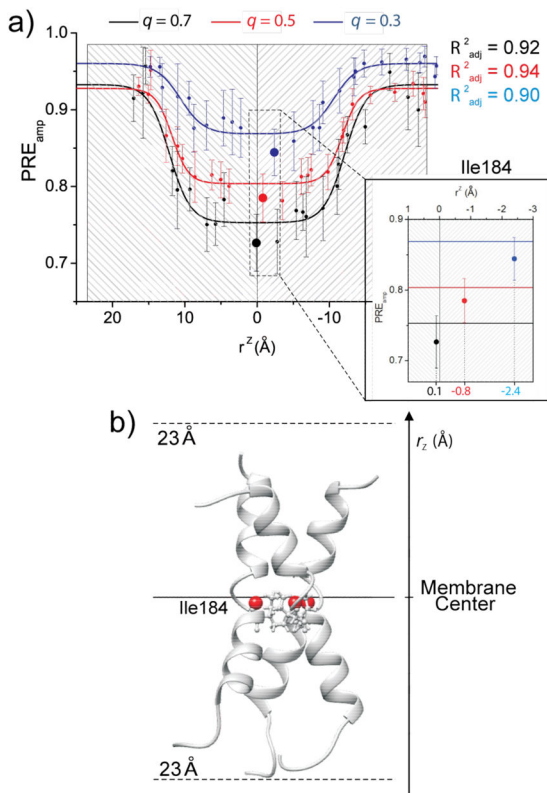 a)
q = 0.7 q = 0.5 q = 0.3
1.0
0.9
0.8
0.7
PREamp
20 10 0 -10
rᶻ (Å)
R²adj = 0.92
R²adj = 0.94
R²adj = 0.90
Ile184
rᶻ (Å)
1 0 -1 -2 -3
0.9
0.8
0.7
PREamp
0.1 -0.8 -2.4
b)
23 Å
r_z (Å)
Ile184
Membrane
Center
23 Å